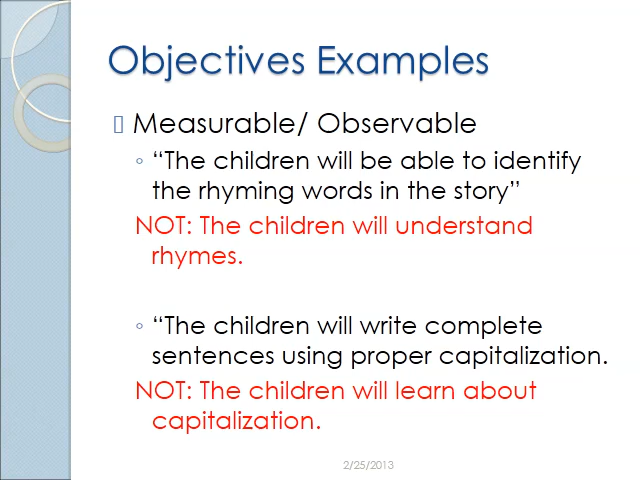 Objectives Examples
Measurable/ Observable
◦ “The children will be able to identify
the rhyming words in the story”
NOT: The children will understand
rhymes.
◦ “The children will write complete
sentences using proper capitalization.
NOT: The children will learn about
capitalization.
2/25/2013